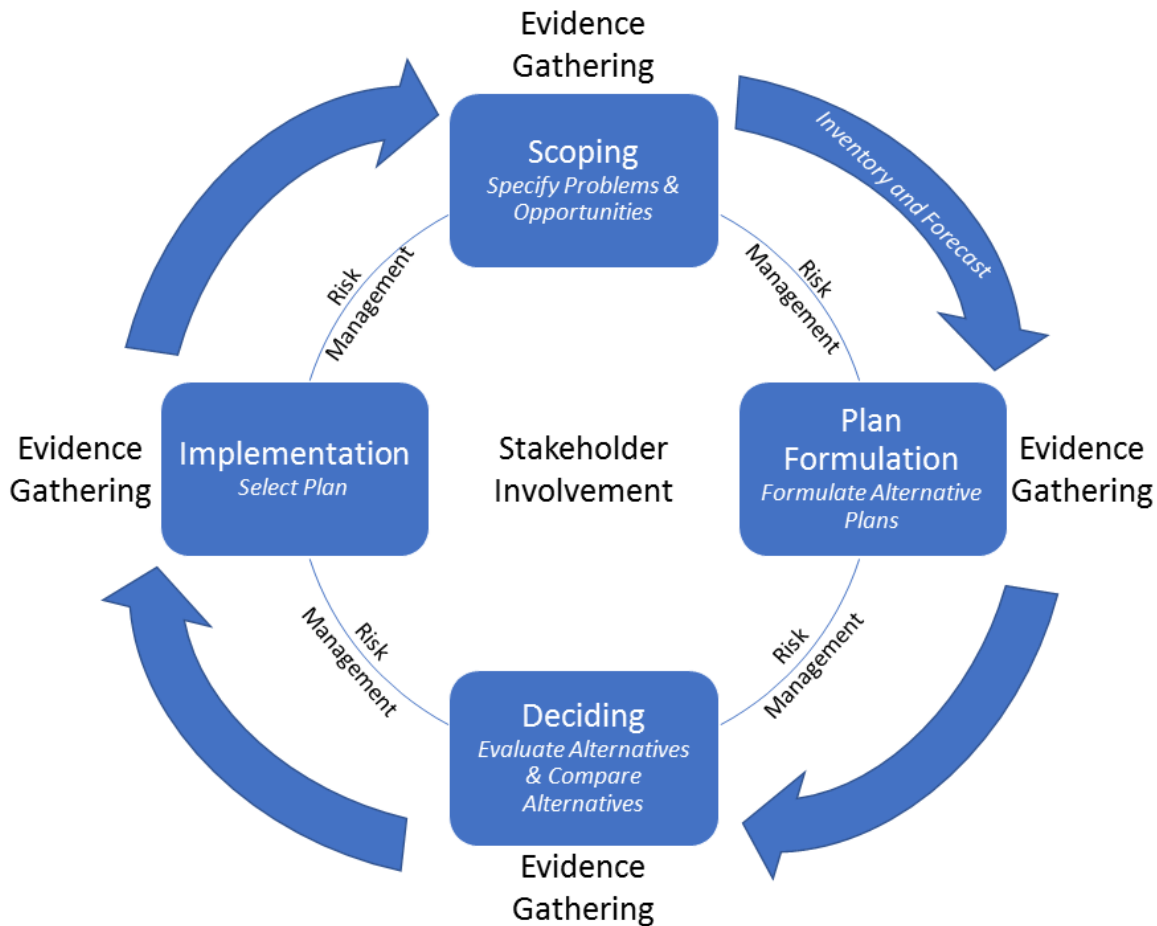 Evidence
Gathering
Scoping
Specify Problems &
Opportunities
Inventory and Forecast
Risk
Management
Risk
Management
Evidence
Gathering
Implementation
Select Plan
Stakeholder
Involvement
Plan
Formulation
Formulate Alternative
Plans
Evidence
Gathering
Risk
Management
Risk
Management
Deciding
Evaluate Alternatives
& Compare
Alternatives
Evidence
Gathering